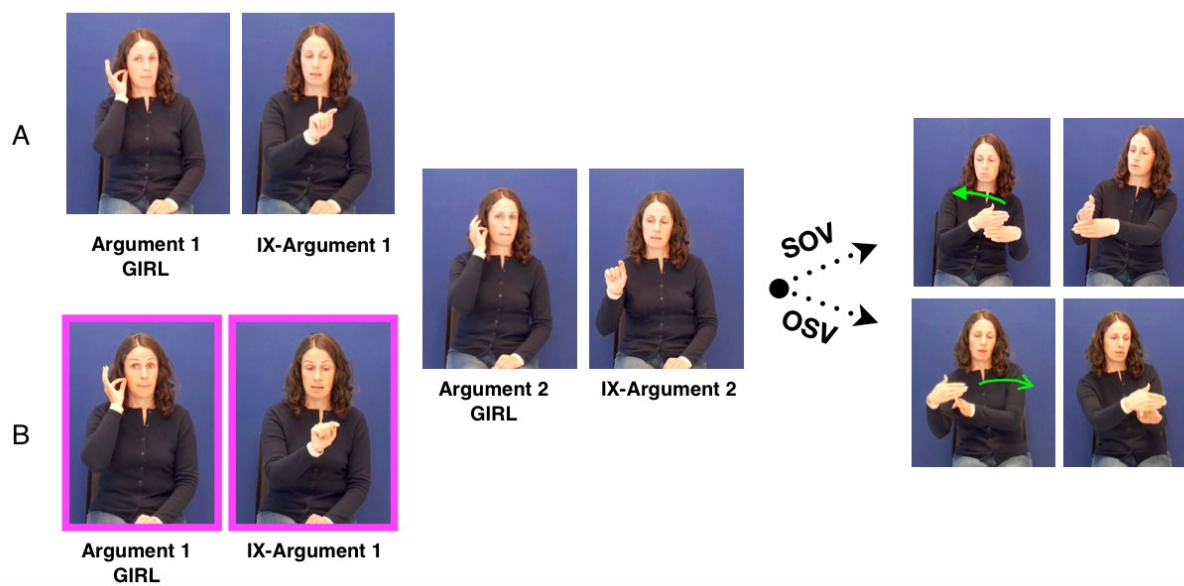 A
Argument 1
GIRL
IX-Argument 1
Argument 2
GIRL
IX-Argument 2
SOV
OSV
B
Argument 1
GIRL
IX-Argument 1